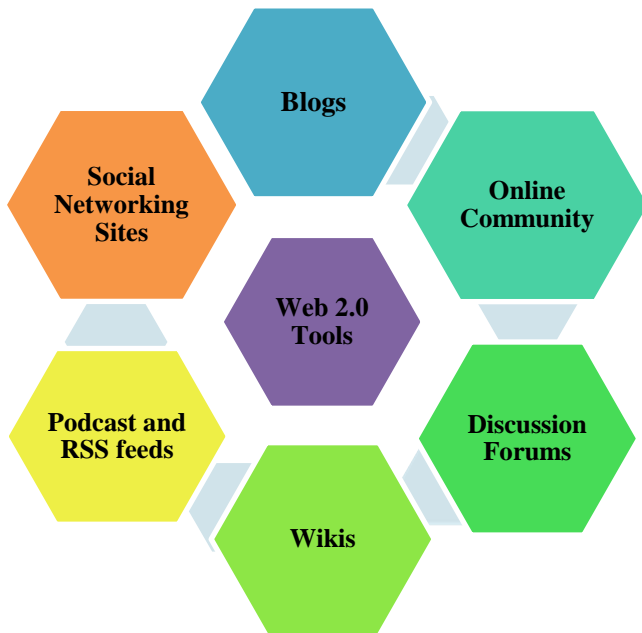 Blogs
Social
Networking
Sites
Online
Community
Web 2.0
Tools
Podcast and
RSS feeds
Discussion
Forums
Wikis